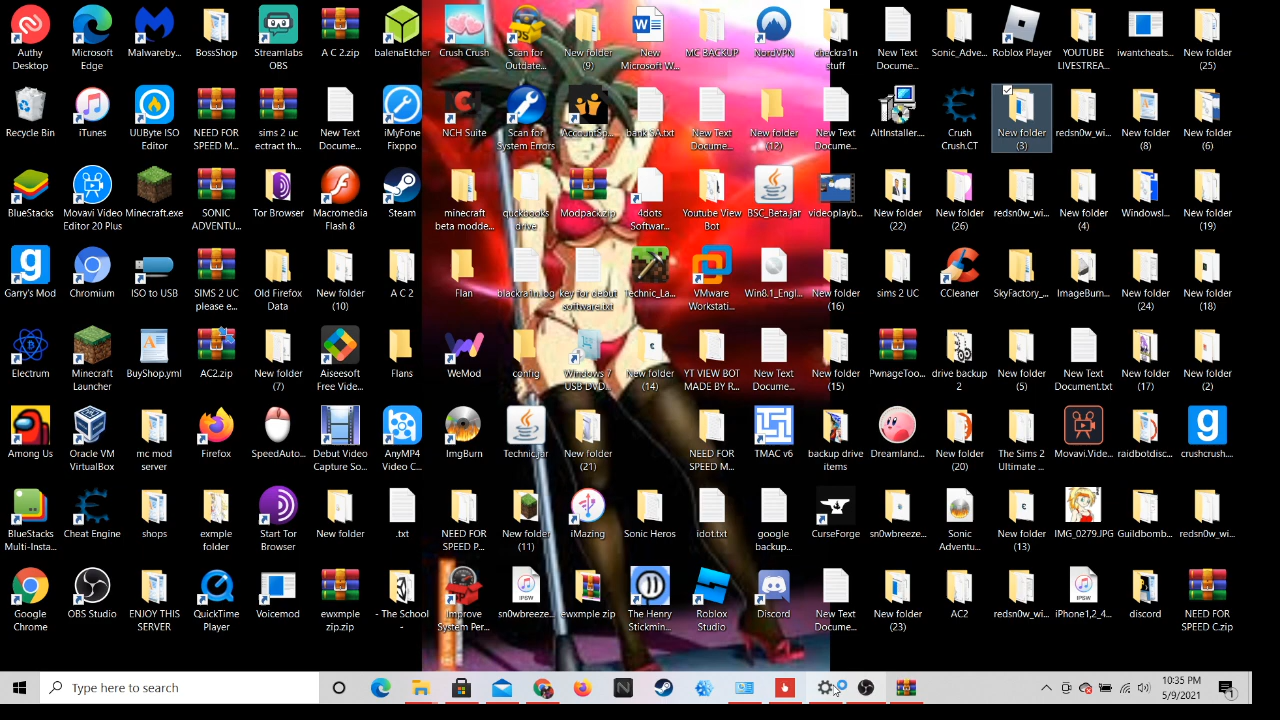 Authy
Desktop
Microsoft
Edge
Malwareby...
BossShop
Streamlabs
OBS
A C 2.zip
balenaEtcher
Crush Crush
Scan for
Outdate...
New folder
(9)
New
Microsoft W...
MC BACKUP
NordVPN
checkra1n
stuff
New Text
Docume...
Sonic_Adve...
Roblox Player
YOUTUBE
LIVESTREA...
iwantcheats...
New folder
(25)
Recycle Bin
iTunes
UUByte ISO
Editor
NEED FOR
SPEED M...
sims 2 uc
eectract th...
New Text
Docume...
iMyFone
Fixppo
NCH Suite
Scan for
System Errors
AccountSp...
bank SA.txt
New Text
Docume...
New folder
(12)
New Text
Docume...
AltInstaller...
Crush
Crush.CT
New folder
(3)
redsn0w_wi...
New folder
(8)
New folder
(6)
BlueStacks
Movavi Video
Editor 20 Plus
Minecraft.exe
SONIC
ADVENTU...
Tor Browser
Macromedia
Flash 8
Steam
minecraft
beta modde...
quickbooks
drive
Modpack.zip
4dots
Softwar...
Youtube View
Bot
BSC_Beta.jar
videoplayb...
New folder
(22)
New folder
(26)
redsn0w_wi...
New folder
(4)
WindowsI...
New folder
(19)
Garry's Mod
Chromium
ISO to USB
SIMS 2 UC
please e...
Old Firefox
Data
New folder
(10)
A C 2
Flan
blackra1n.log
key for debut
software.txt
Technic_La...
VMware
Workstati...
Win8.1_Engl...
New folder
(16)
sims 2 UC
CCleaner
SkyFactory_...
ImageBurn...
New folder
(24)
New folder
(18)
Electrum
Minecraft
Launcher
BuyShop.yml
AC2.zip
New folder
(7)
Aiseesoft
Free Video...
Flans
WeMod
config
Windows 7
USB DVD...
New folder
(14)
YT VIEW BOT
MADE BY R...
New Text
Docume...
New folder
(15)
PwnageToo...
drive backup
2
New folder
(5)
New Text
Document.txt
New folder
(17)
New folder
(2)
Among Us
Oracle VM
VirtualBox
mc mod
server
Firefox
SpeedAuto...
Debut Video
Capture So...
AnyMP4
Video C...
ImgBurn
Technic.jar
New folder
(21)
NEED FOR
SPEED M...
TMAC v6
backup drive
items
Dreamland...
New folder
(20)
The Sims 2
Ultimate ...
Movavi.Vide...
raidbotdisc...
crushcrush...
BlueStacks
Multi-Insta...
Cheat Engine
shops
exmple
folder
Start Tor
Browser
New folder
.txt
NEED FOR
SPEED P...
New folder
(11)
iMazing
Sonic Heros
idot.txt
google
backup...
CurseForge
sn0wbreeze...
Sonic
Adventu...
New folder
(13)
IMG_0279.JPG
Guildbomb...
redsn0w_wi...
Google
Chrome
OBS Studio
ENJOY THIS
SERVER
QuickTime
Player
Voicemod
ewxmple
zip.zip
- The School
-
Improve
System Per...
sn0wbreeze...
ewxmple zip
The Henry
Stickmin...
Roblox
Studio
Discord
New Text
Docume...
New folder
(23)
AC2
redsn0w_wi...
iPhone1,2_4...
discord
NEED FOR
SPEED C.zip
Type here to search
10:35 PM
5/9/2021